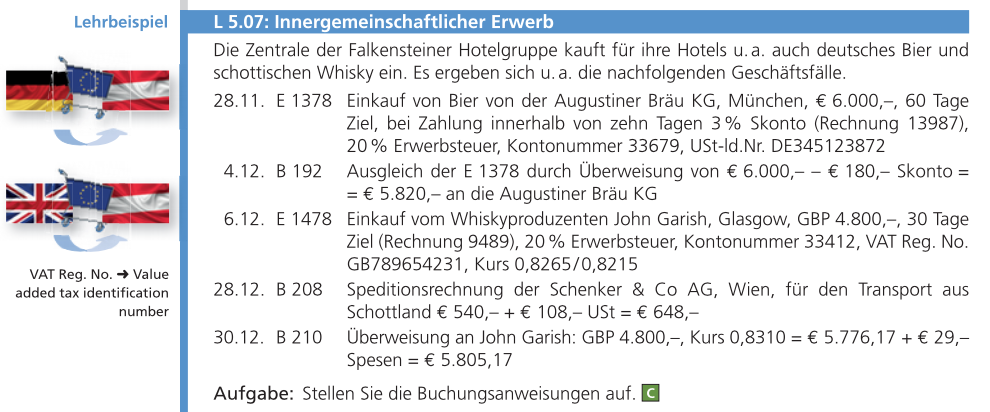 Lehrbeispiel
L 5.07: Innergemeinschaftlicher Erwerb
Die Zentrale der Falkensteiner Hotelgruppe kauft für ihre Hotels u. a. auch deutsches Bier und
schottischen Whisky ein. Es ergeben sich u. a. die nachfolgenden Geschäftsfälle.
28.11. E 1378 Einkauf von Bier von der Augustiner Bräu KG, München, € 6.000,–, 60 Tage
Ziel, bei Zahlung innerhalb von zehn Tagen 3 % Skonto (Rechnung 13987),
20 % Erwerbsteuer, Kontonummer 33679, USt-Id.Nr. DE345123872
4.12. B 192 Ausgleich der E 1378 durch Überweisung von € 6.000,– – € 180,– Skonto =
= € 5.820,– an die Augustiner Bräu KG
6.12. E 1478 Einkauf vom Whiskyproduzenten John Garish, Glasgow, GBP 4.800,–, 30 Tage
Ziel (Rechnung 9489), 20 % Erwerbsteuer, Kontonummer 33412, VAT Reg. No.
GB789654231, Kurs 0,8265/0,8215
VAT Reg. No. ➜ Value
added tax identification
number
28.12. B 208 Speditionsrechnung der Schenker & Co AG, Wien, für den Transport aus
Schottland € 540,– + € 108,– USt = € 648,–
30.12. B 210 Überweisung an John Garish: GBP 4.800,–, Kurs 0,8310 = € 5.776,17 + € 29,–
Spesen = € 5.805,17
Aufgabe: Stellen Sie die Buchungsanweisungen auf. C